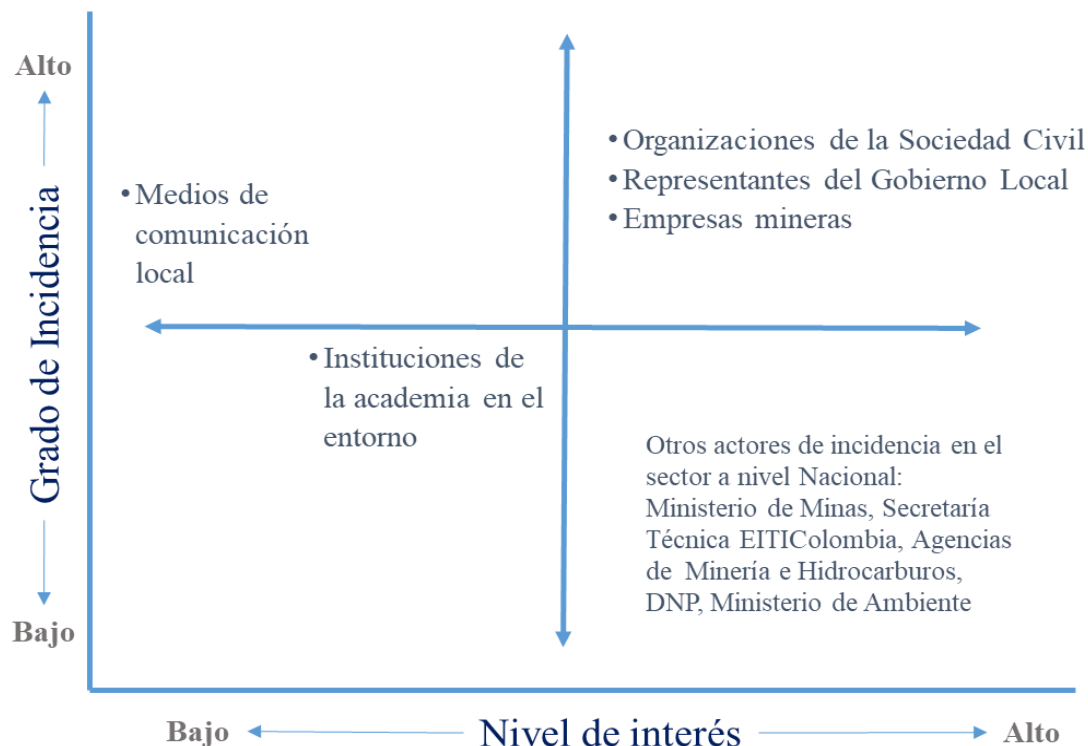 Alto
Grado de Incidencia
Bajo
• Medios de
comunicación
local
• Organizaciones de la Sociedad Civil
• Representantes del Gobierno Local
• Empresas mineras
• Instituciones de
la academia en el
entorno
Otros actores de incidencia en el
sector a nivel Nacional:
Ministerio de Minas, Secretaría
Técnica EITIColombia, Agencias
de Minería e Hidrocarburos,
DNP, Ministerio de Ambiente
Bajo
Nivel de interés
Alto